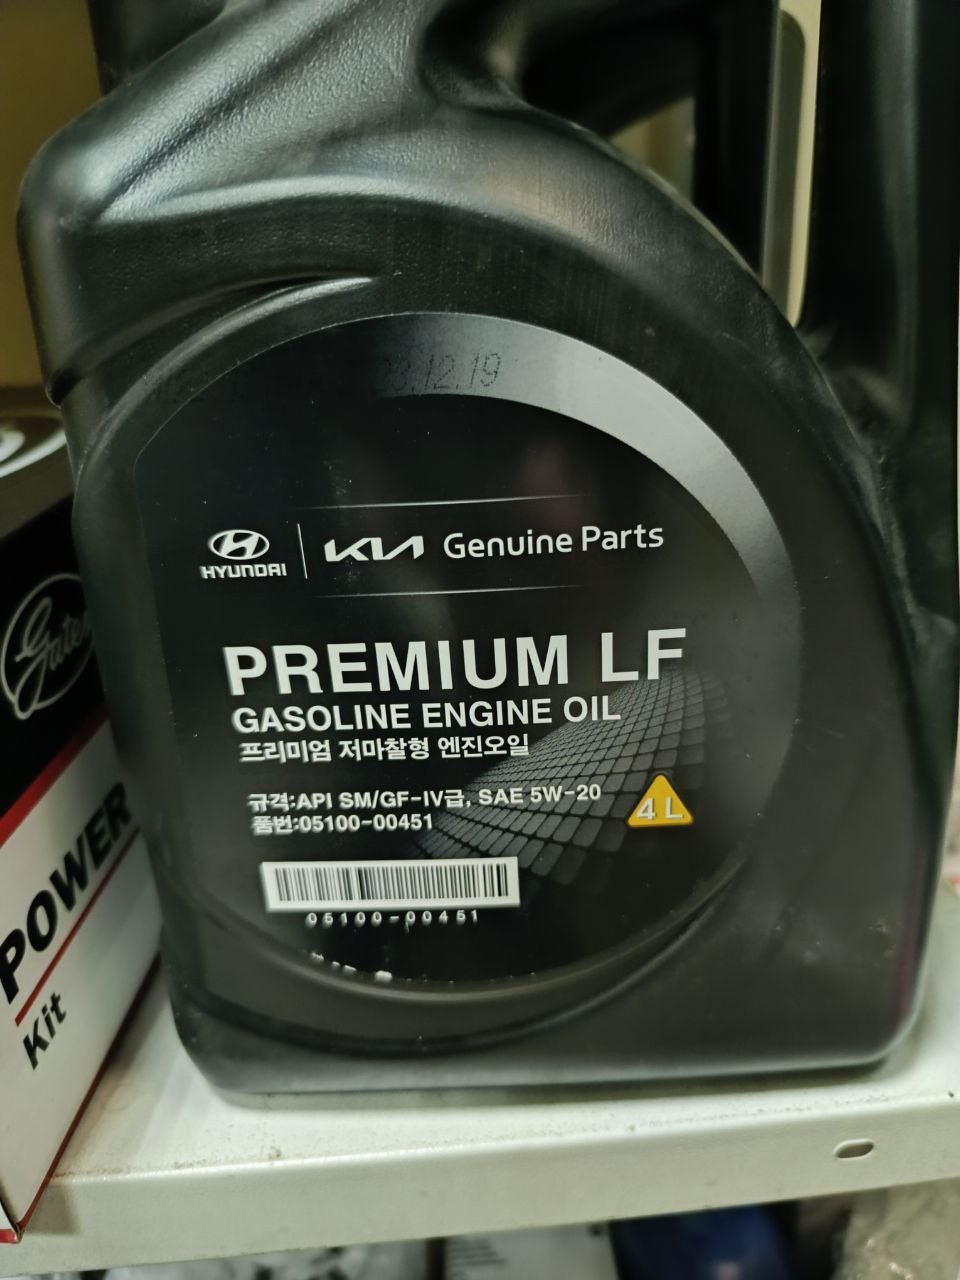 23.12.19
HYUNDAI
KIA Genuine Parts
PREMIUM LF
GASOLINE ENGINE OIL
프리미엄 저마찰형 엔진오일
규격:API SM/GF-IV급, SAE 5W-20
품번:05100-00451
4 L
05100-00451
Gates
POWER
Kit